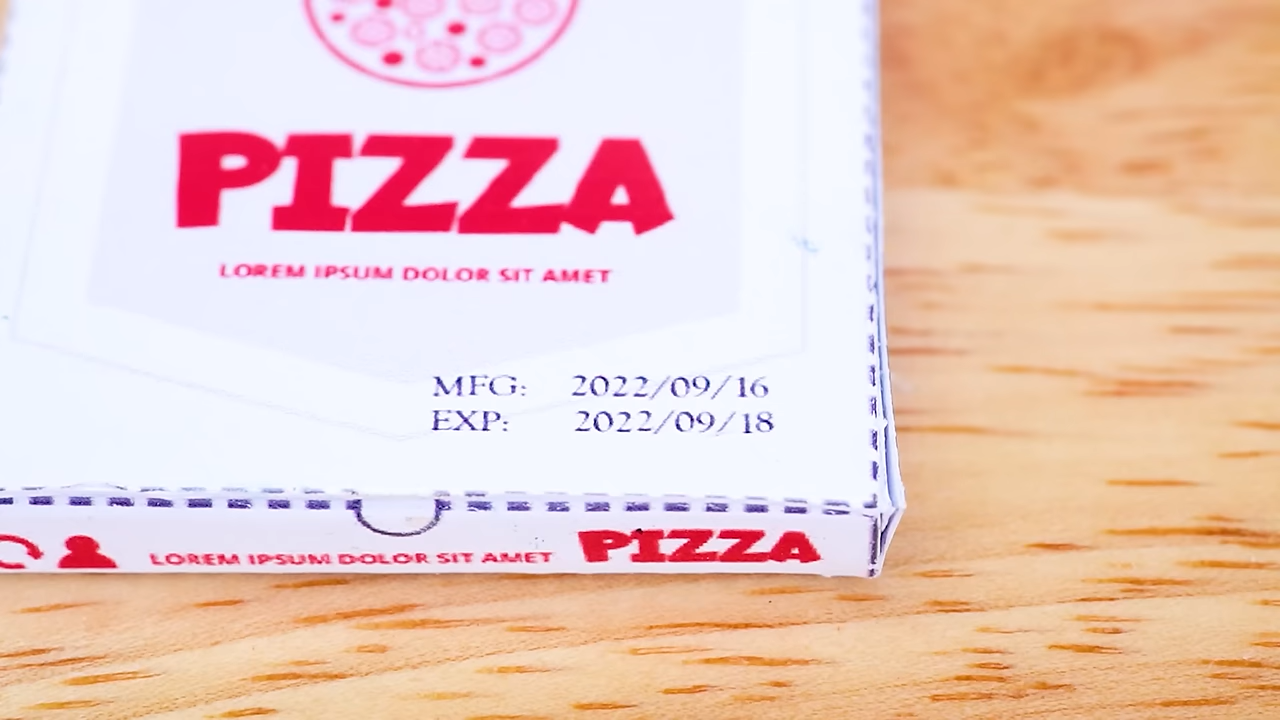 PIZZA
LOREM IPSUM DOLOR SIT AMET
MFG: 2022/09/16
EXP: 2022/09/18
LOREM IPSUM DOLOR SIT AMET PIZZA